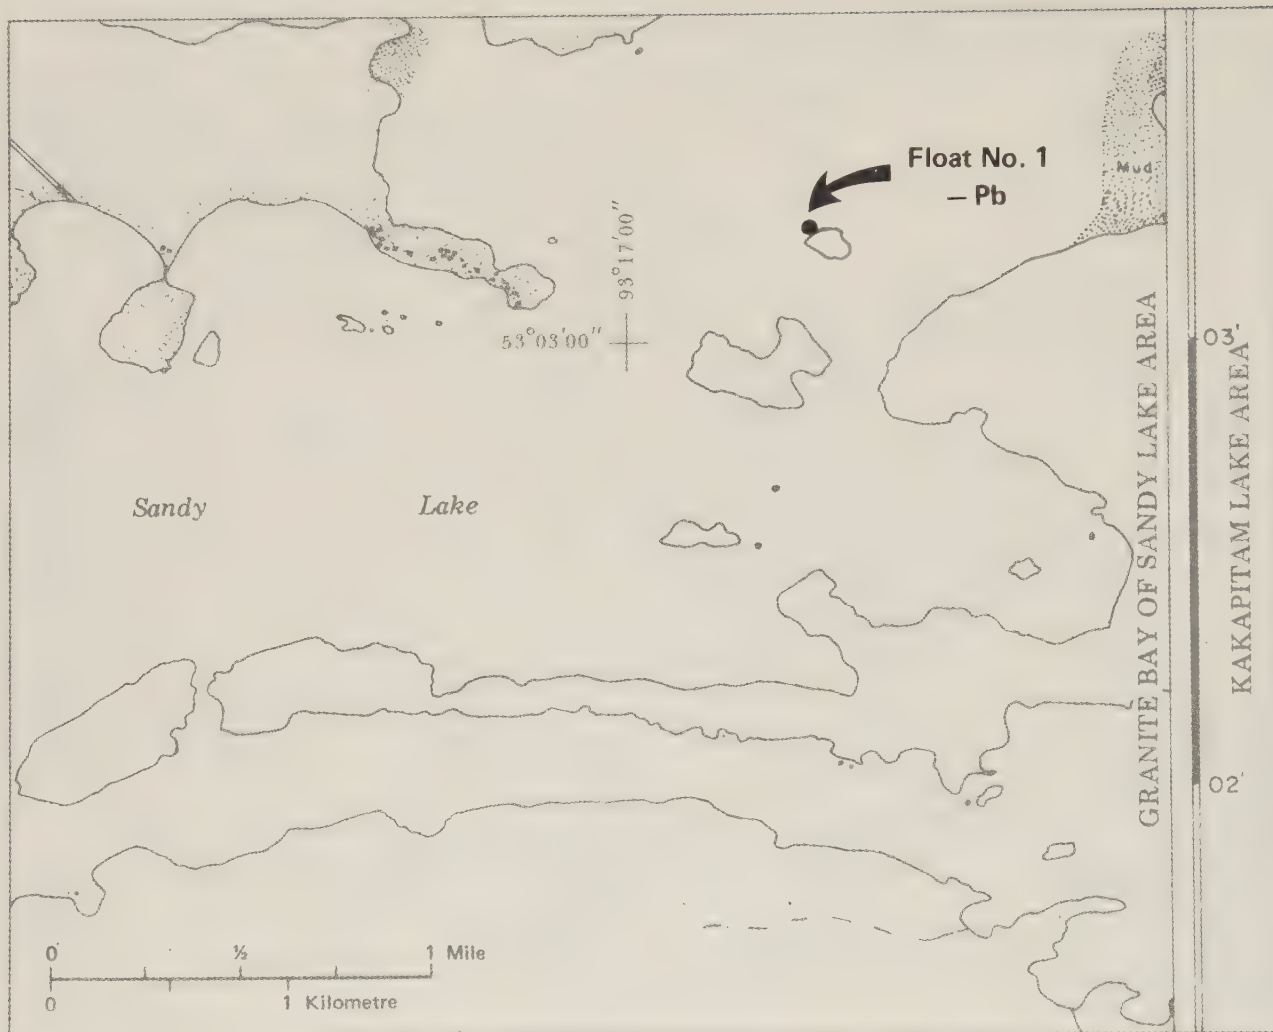 Float No. 1
— Pb
Mud
93°17'00"
53°03'00"
03'
Sandy Lake
GRANITE BAY OF SANDY LAKE AREA
KAKAPITAM LAKE AREA
02'
0 ½ 1 Mile
0 1 Kilometre